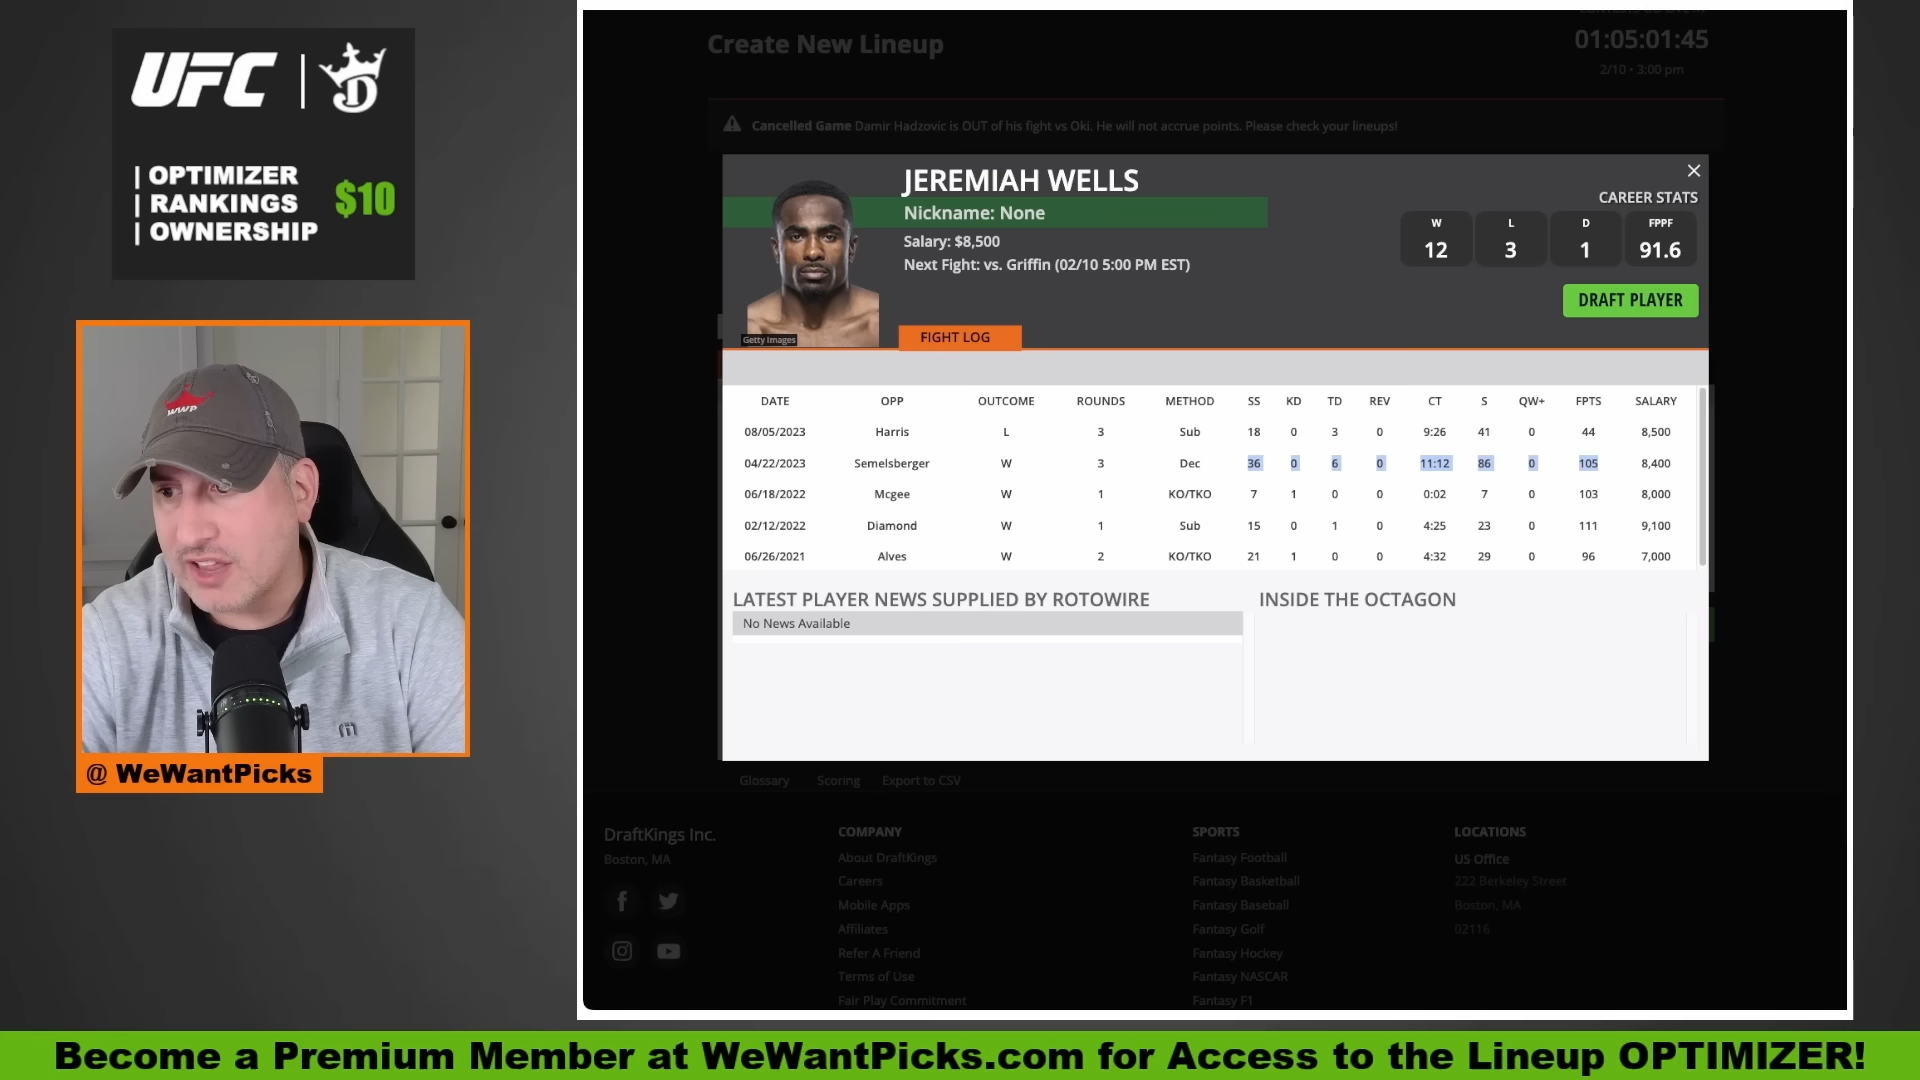 UFC
OPTIMIZER
RANKINGS
OWNERSHIP
$10
WWP
@ WeWantPicks
Create New Lineup
01:05:01:45
2/10 • 3:00 pm
Cancelled Game Damir Hadzovic is OUT of his fight vs Oki. He will not accrue points. Please check your lineups!
JEREMIAH WELLS
Nickname: None
Salary: $8,500
Next Fight: vs. Griffin (02/10 5:00 PM EST)
Getty Images
CAREER STATS
W L D FPPF
12 3 1 91.6
DRAFT PLAYER
FIGHT LOG
DATE OPP OUTCOME ROUNDS METHOD SS KD TD REV CT S QW+ FPTS SALARY
08/05/2023 Harris L 3 Sub 18 0 3 0 9:26 41 0 44 8,500
04/22/2023 Semelsberger W 3 Dec 36 0 6 0 11:12 86 0 105 8,400
06/18/2022 Mcgee W 1 KO/TKO 7 1 0 0 0:02 7 0 103 8,000
02/12/2022 Diamond W 1 Sub 15 0 1 0 4:25 23 0 111 9,100
06/26/2021 Alves W 2 KO/TKO 21 1 0 0 4:32 29 0 96 7,000
LATEST PLAYER NEWS SUPPLIED BY ROTOWIRE
No News Available
INSIDE THE OCTAGON
Glossary Scoring Export to CSV
DraftKings Inc.
Boston, MA
COMPANY
About DraftKings
Careers
Mobile Apps
Affiliates
Refer A Friend
Terms of Use
Fair Play Commitment
SPORTS
Fantasy Football
Fantasy Basketball
Fantasy Baseball
Fantasy Golf
Fantasy Hockey
Fantasy NASCAR
Fantasy F1
LOCATIONS
US Office
222 Berkeley Street
Boston, MA
02116
Become a Premium Member at WeWantPicks.com for Access to the Lineup OPTIMIZER!